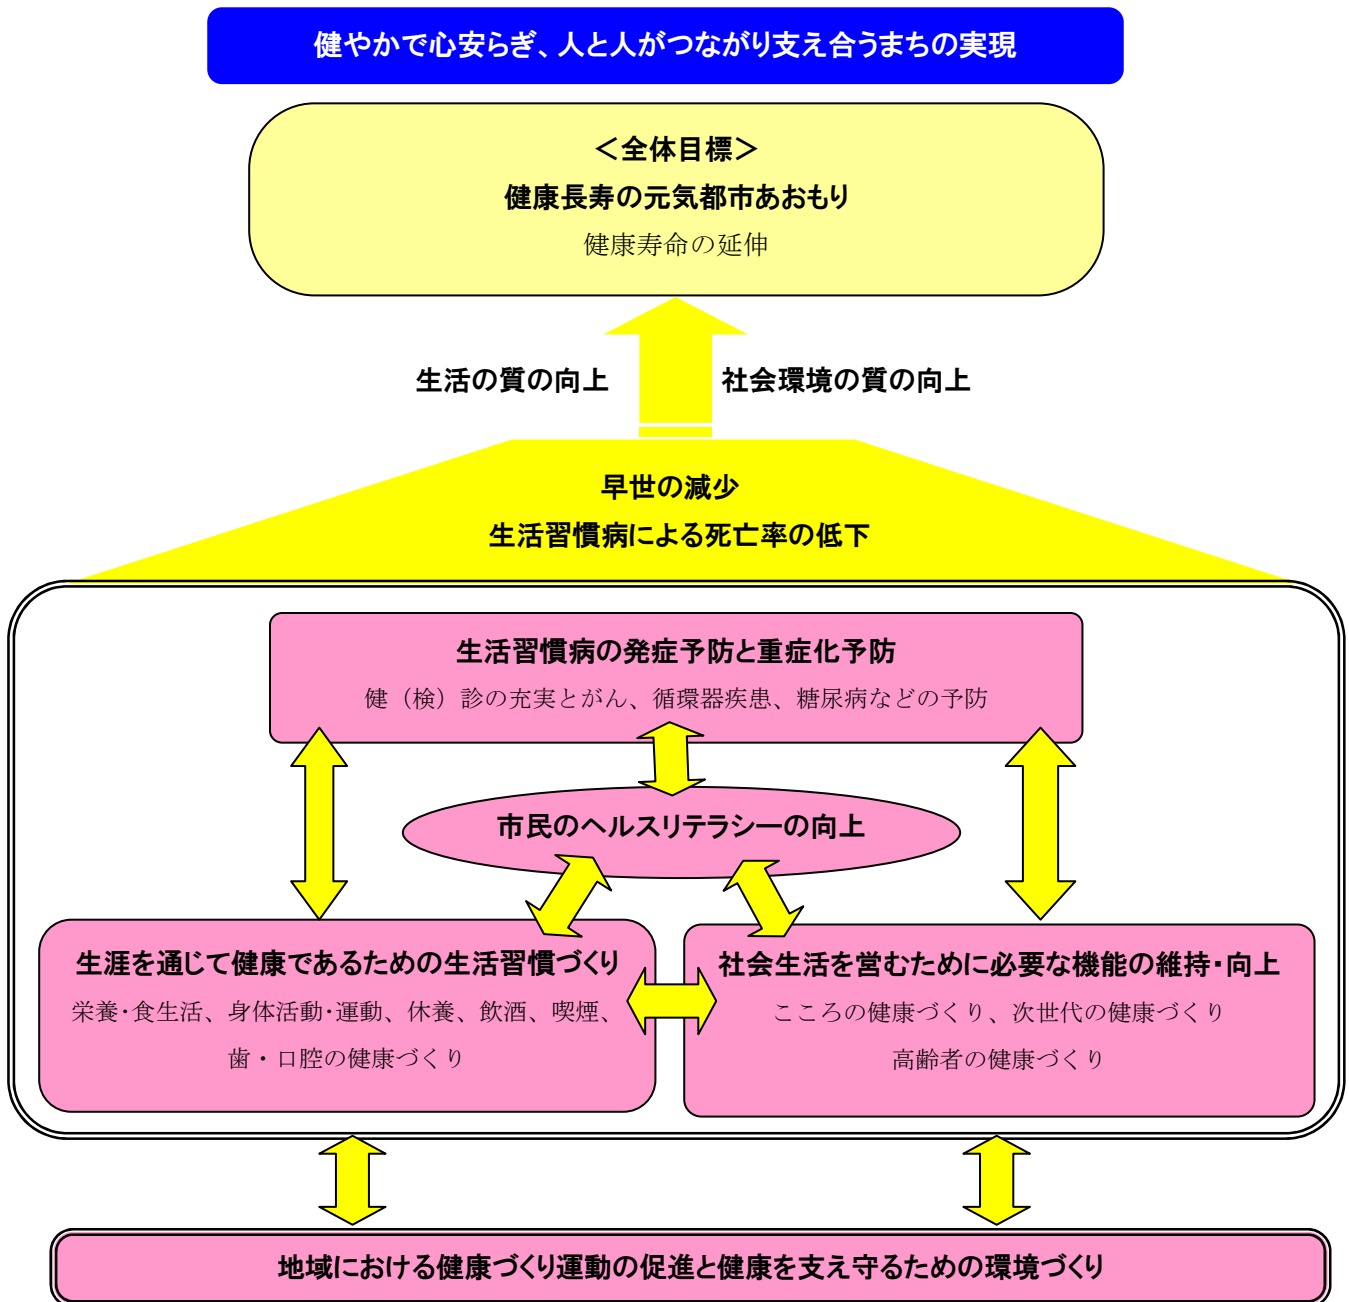 健やかで心安らぎ、人と人がつながり支え合うまちの実現
＜全体目標＞
健康長寿の元気都市あおもり
健康寿命の延伸
生活の質の向上
社会環境の質の向上
早世の減少
生活習慣病による死亡率の低下
生活習慣病の発症予防と重症化予防
健（検）診の充実とがん、循環器疾患、糖尿病などの予防
市民のヘルスリテラシーの向上
生涯を通じて健康であるための生活習慣づくり
栄養･食生活、身体活動･運動、休養、飲酒、喫煙、
歯・口腔の健康づくり
社会生活を営むために必要な機能の維持・向上
こころの健康づくり、次世代の健康づくり
高齢者の健康づくり
地域における健康づくり運動の促進と健康を支え守るための環境づくり